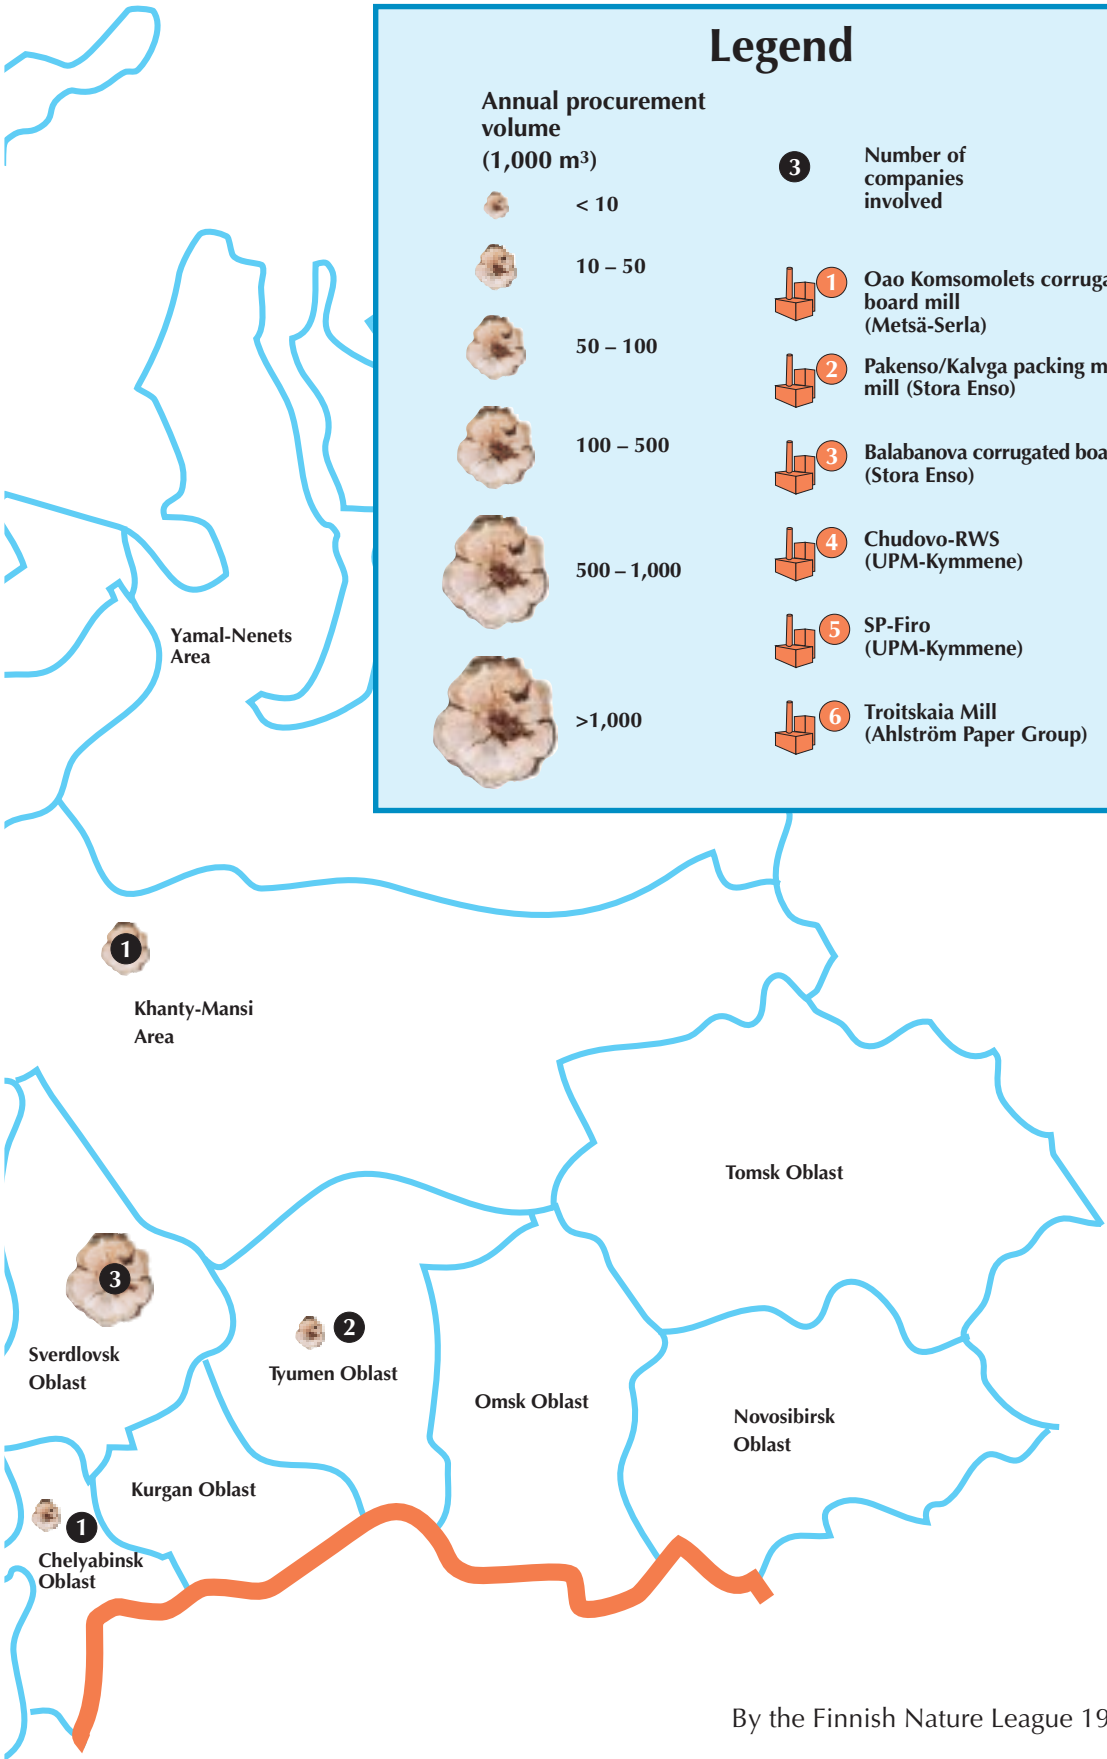 Legend
Annual procurement
volume
(1,000 m³)
< 10
10 – 50
50 – 100
100 – 500
500 – 1,000
>1,000
3
Number of
companies
involved
1
Oao Komsomolets
board mill
(Metsä-Serla)
2
Pakenso/Kalvga packing
mill (Stora Enso)
3
Balabanova corrugated
(Stora Enso)
4
Chudovo-RWS
(UPM-Kymmene)
5
SP-Firo
(UPM-Kymmene)
6
Troitskaia Mill
(Ahlström Paper Group)
Yamal-Nenets
Area
1
Khanty-Mansi
Area
Tomsk Oblast
3
Sverdlovsk
Oblast
2
Tyumen Oblast
Omsk Oblast
Novosibirsk
Oblast
Kurgan Oblast
1
Chelyabinsk
Oblast
By the Finnish Nature League